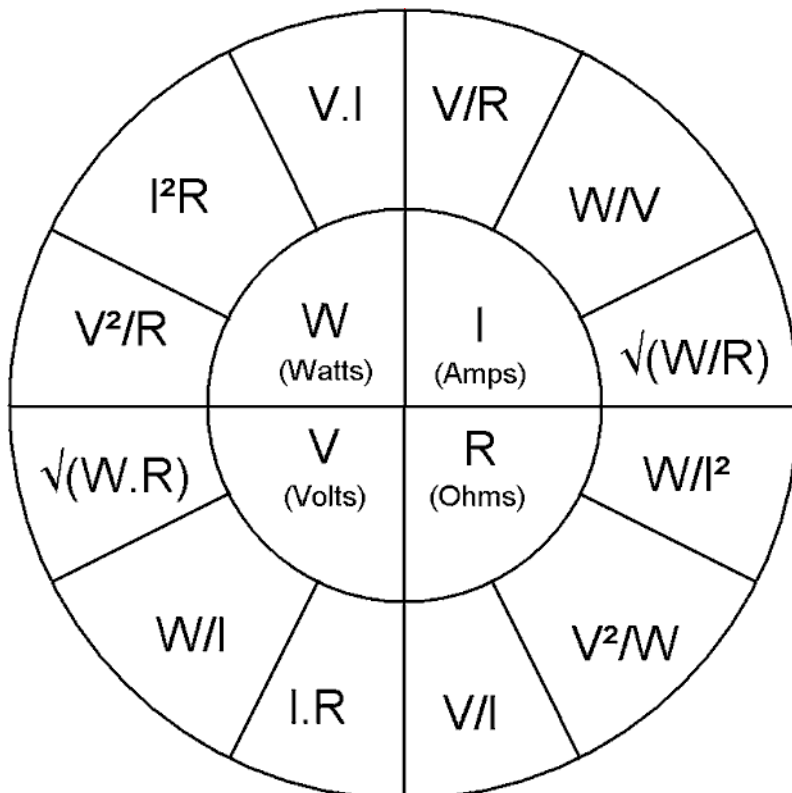 V.I
V/R
I²R
W/V
V²/R
W
(Watts)
I
(Amps)
√(W/R)
√(W.R)
V
(Volts)
R
(Ohms)
W/I²
W/I
V²/W
I.R
V/I